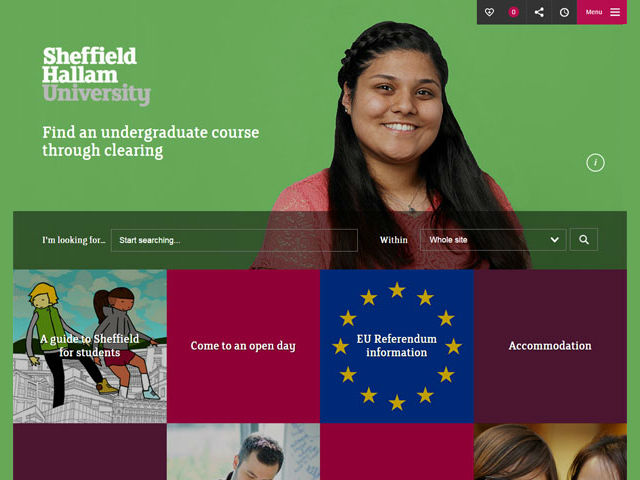 0
Menu
Sheffield
Hallam
University
Find an undergraduate course
through clearing
i
I'm looking for...
Start searching...
Within
Whole site
A guide to Sheffield
for students
Come to an open day
EU Referendum
information
Accommodation